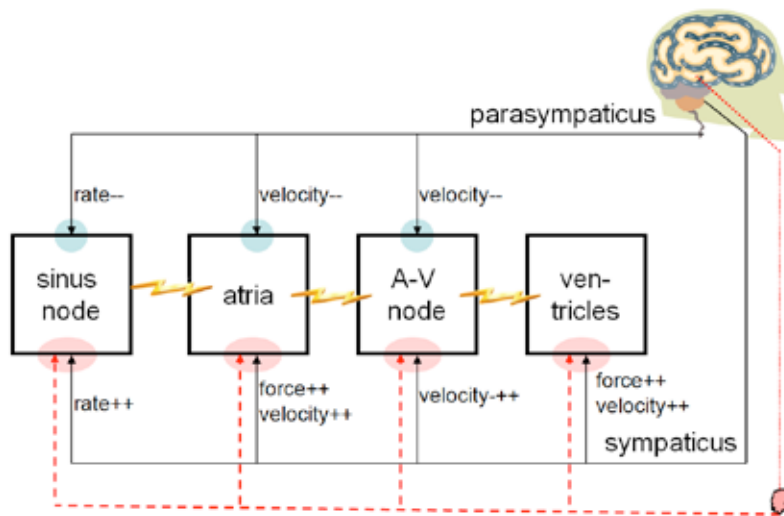 parasympaticus
rate--
velocity--
velocity--
sinus
node
atria
A-V
node
ven-
tricles
rate++
force++
velocity++
velocity-++
force++
velocity++
sympaticus